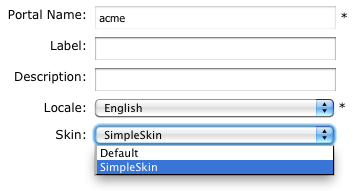 Portal Name: acme *
Label:
Description:
Locale: English *
Skin: SimpleSkin
Default
SimpleSkin